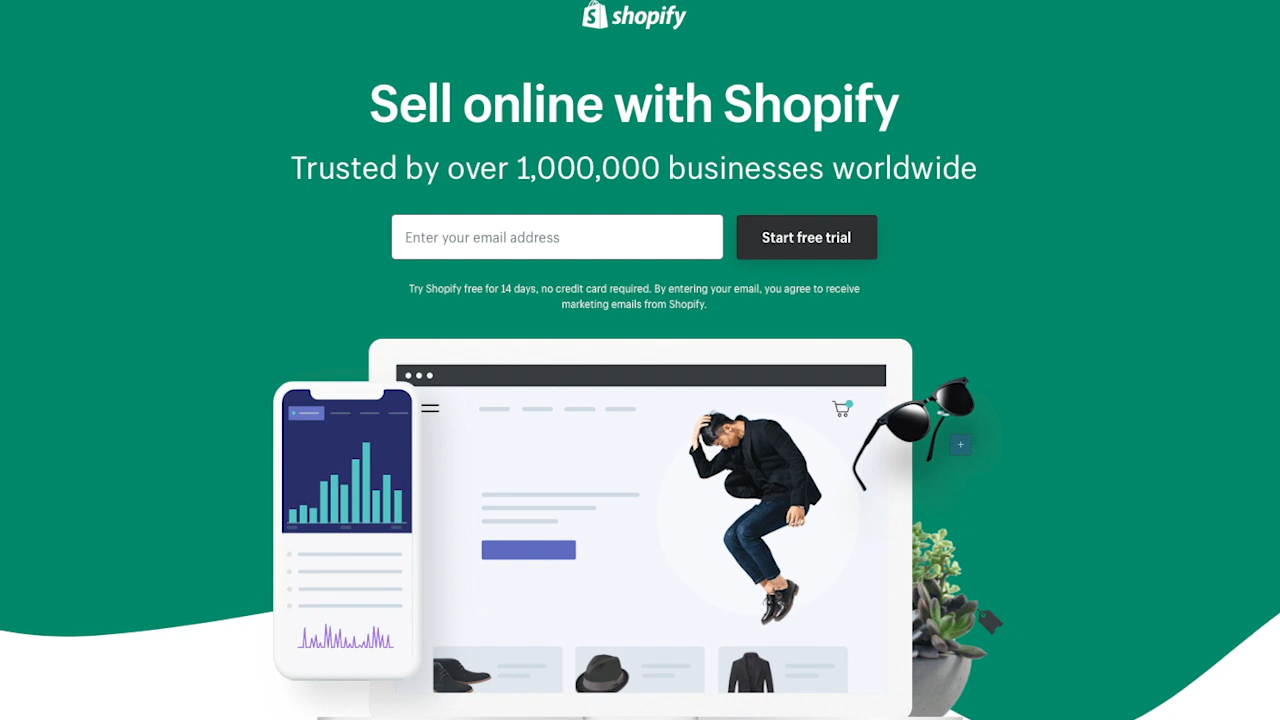 shopify
Sell online with Shopify
Trusted by over 1,000,000 businesses worldwide
Enter your email address
Start free trial
Try Shopify free for 14 days, no credit card required. By entering your email, you agree to receive
marketing emails from Shopify.